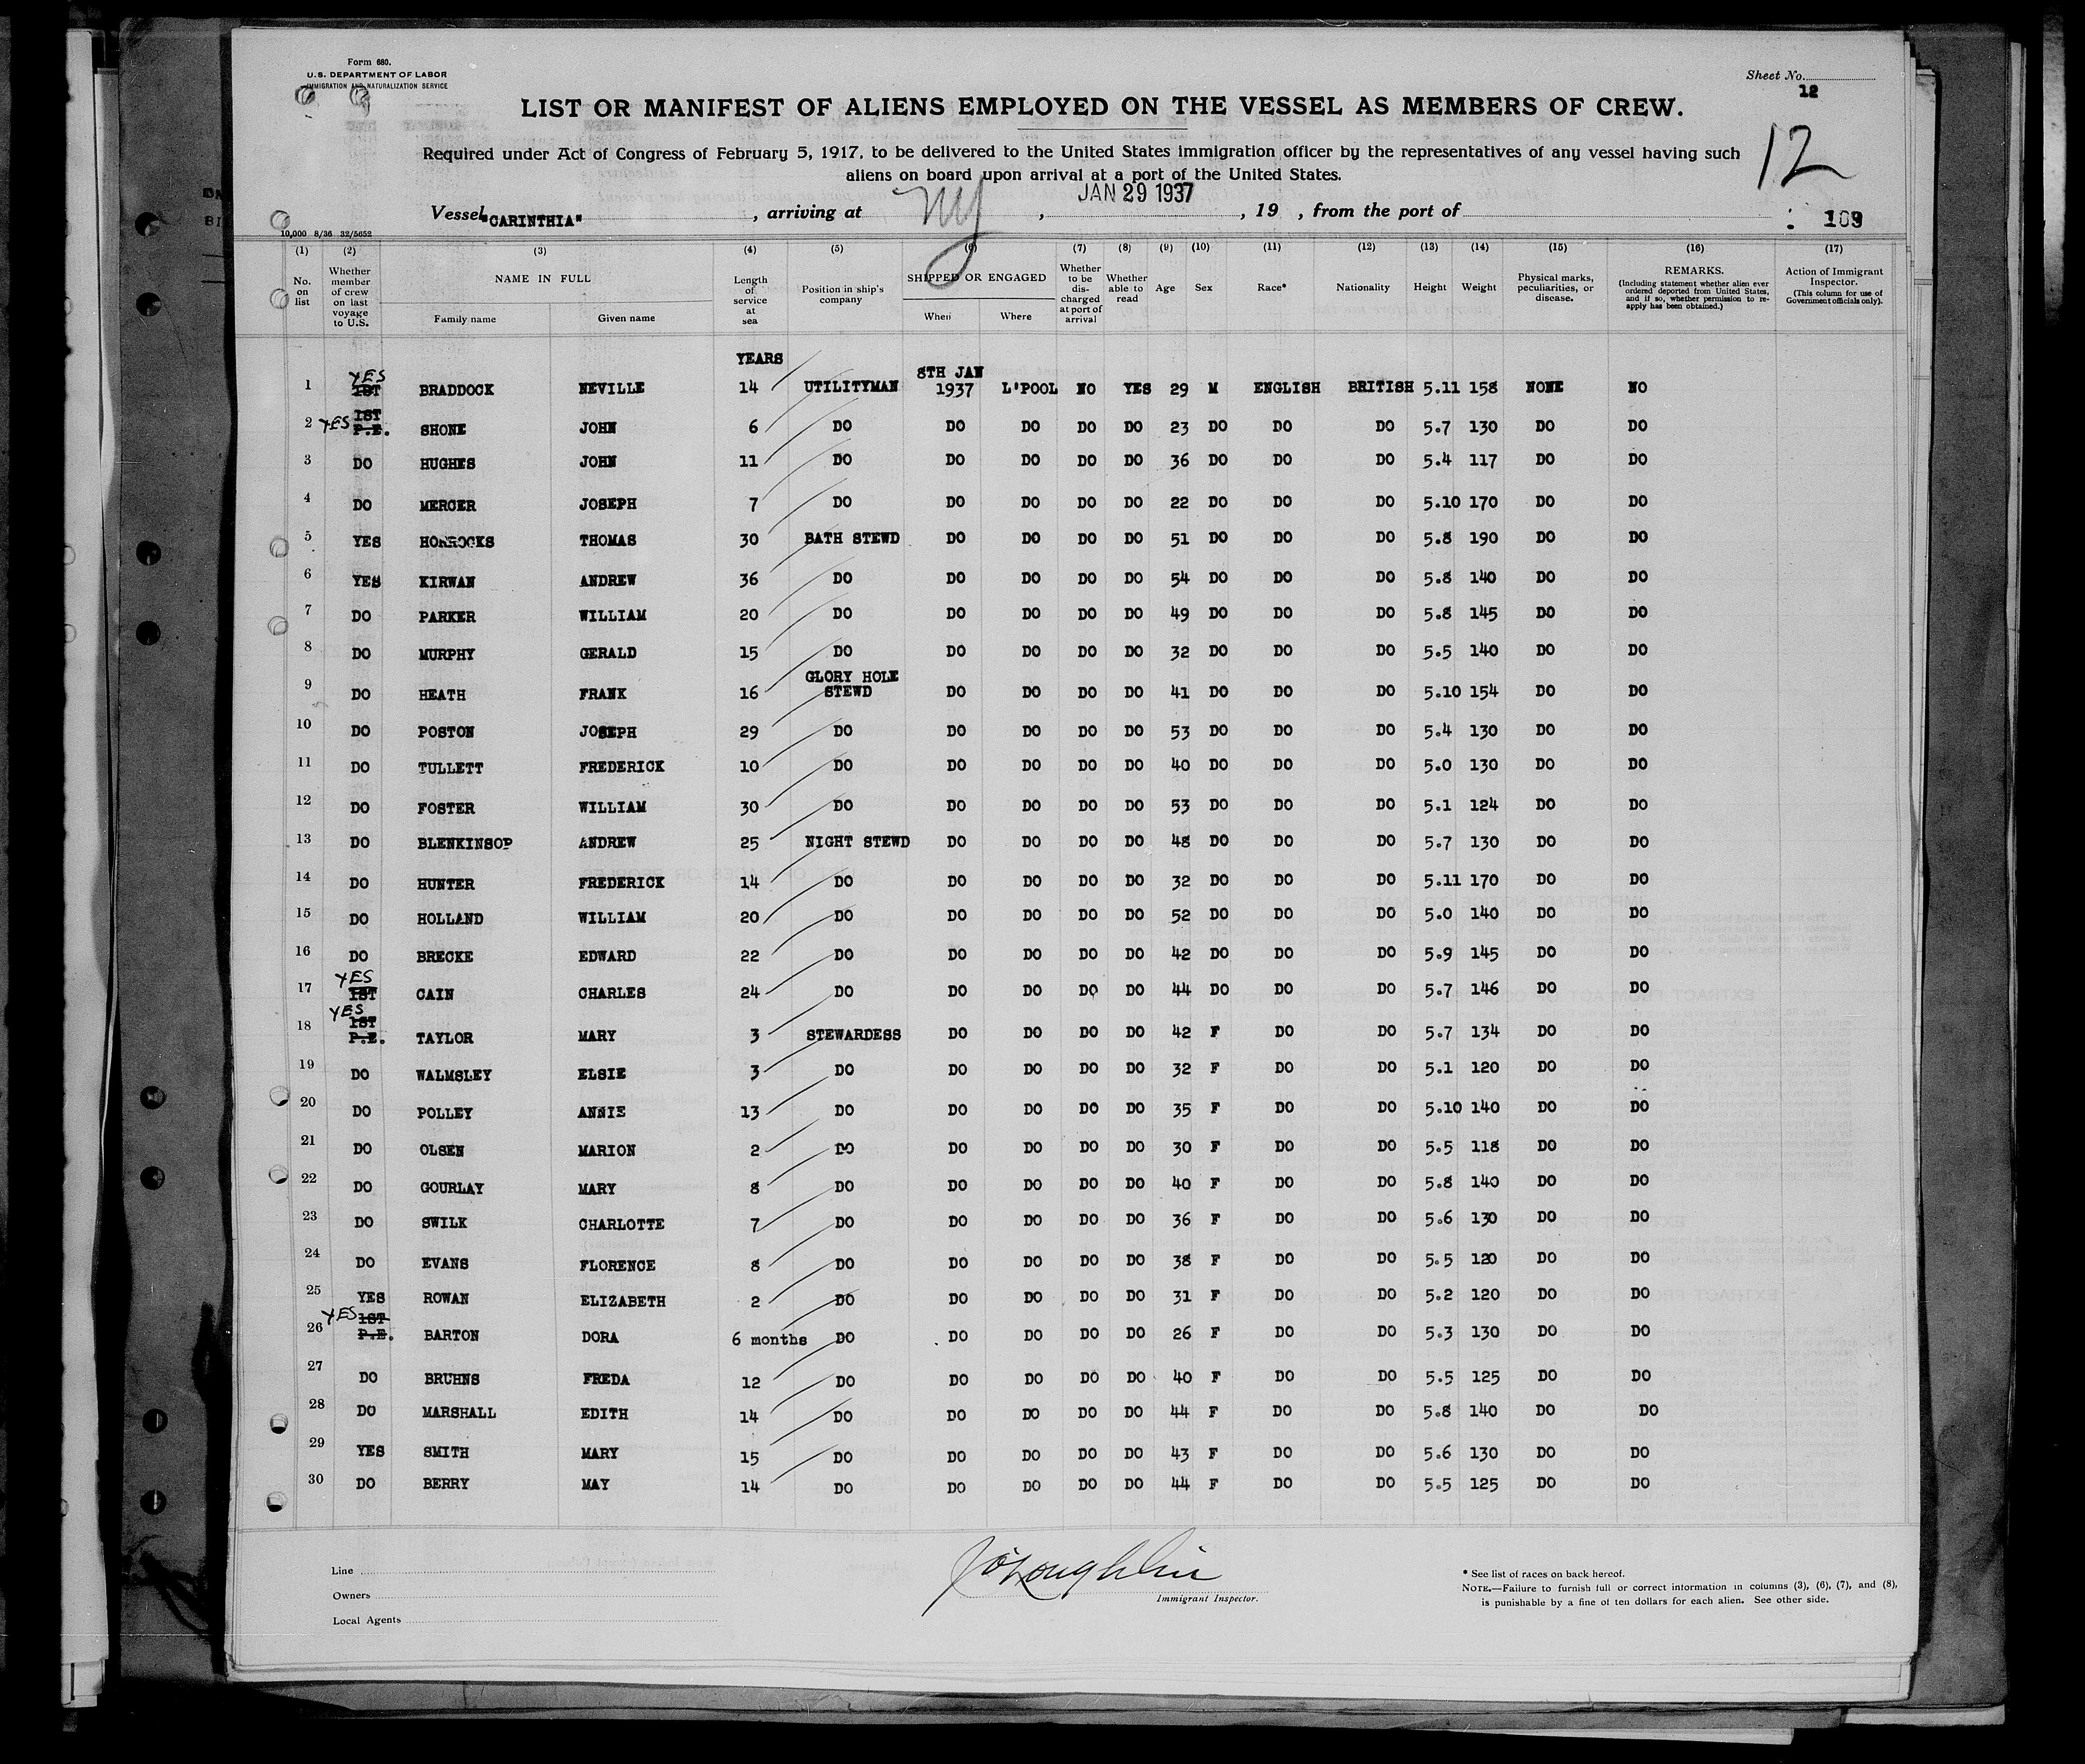 Form 680.
U.S. DEPARTMENT OF LABOR
IMMIGRATION AND NATURALIZATION SERVICE
Sheet No.
12
LIST OR MANIFEST OF ALIENS EMPLOYED ON THE VESSEL AS MEMBERS OF CREW.
12
Required under Act of Congress of February 5, 1917, to be delivered to the United States immigration officer by the representatives of any vessel having such
aliens on board upon arrival at a port of the United States.
Vessel "CARINTHIA", arriving at NY, JAN 29 1937, 19 , from the port of
109
10,000 8/36 32/5652
(1) (2) (3) (4) (5) (6) (7) (8) (9) (10) (11) (12) (13) (14) (15) (16) (17)
No. on list
Whether member of crew on last voyage to U.S.
NAME IN FULL
Family name Given name
Length of service at sea
Position in ship's company
SHIPPED OR ENGAGED
When Where
Whether to be discharged at port of arrival
Whether able to read
Age
Sex
Race*
Nationality
Height
Weight
Physical marks, peculiarities, or disease.
REMARKS.
(Including statement whether alien ever ordered deported from United States, and if so, whether permission to re-apply has been obtained.)
Action of Immigrant Inspector.
(This column for use of Government officials only).
YEARS
1 YES 1ST BRADDOCK NEVILLE 14 UTILITYMAN 8TH JAN 1937 L'POOL NO YES 29 M ENGLISH BRITISH 5.11 158 NONE NO
2 YES 1ST P.E. SHONE JOHN 6 DO DO DO DO DO 23 DO DO DO 5.7 130 DO DO
3 DO HUGHES JOHN 11 DO DO DO DO DO 36 DO DO DO 5.4 117 DO DO
4 DO MERCER JOSEPH 7 DO DO DO DO DO 22 DO DO DO 5.10 170 DO DO
5 YES HORROCKS THOMAS 30 BATH STEWD DO DO DO DO 51 DO DO DO 5.8 190 DO DO
6 YES KIRWAN ANDREW 36 DO DO DO DO DO 54 DO DO DO 5.8 140 DO DO
7 DO PARKER WILLIAM 20 DO DO DO DO DO 49 DO DO DO 5.8 145 DO DO
8 DO MURPHY GERALD 15 DO DO DO DO DO 32 DO DO DO 5.5 140 DO DO
9 DO HEATH FRANK 16 GLORY HOLE STEWD DO DO DO DO 41 DO DO DO 5.10 154 DO DO
10 DO POSTON JOSEPH 29 DO DO DO DO DO 53 DO DO DO 5.4 130 DO DO
11 DO TULLETT FREDERICK 10 DO DO DO DO DO 40 DO DO DO 5.0 130 DO DO
12 DO FOSTER WILLIAM 30 DO DO DO DO DO 53 DO DO DO 5.1 124 DO DO
13 DO BLENKINSOP ANDREW 25 NIGHT STEWD DO DO DO DO 48 DO DO DO 5.7 130 DO DO
14 DO HUNTER FREDERICK 14 DO DO DO DO DO 32 DO DO DO 5.11 170 DO DO
15 DO HOLLAND WILLIAM 20 DO DO DO DO DO 52 DO DO DO 5.0 140 DO DO
16 DO BRECKE EDWARD 22 DO DO DO DO DO 42 DO DO DO 5.9 145 DO DO
17 YES 1ST CAIN CHARLES 24 DO DO DO DO DO 44 DO DO DO 5.7 146 DO DO
18 YES 1ST P.E. TAYLOR MARY 3 STEWARDESS DO DO DO DO 42 F DO DO 5.7 134 DO DO
19 DO WALMSLEY ELSIE 3 DO DO DO DO DO 32 F DO DO 5.1 120 DO DO
20 DO POLLEY ANNIE 13 DO DO DO DO DO 35 F DO DO 5.10 140 DO DO
21 DO OLSEN MARION 2 DO DO DO DO DO 30 F DO DO 5.5 118 DO DO
22 DO GOURLAY MARY 8 DO DO DO DO DO 40 F DO DO 5.8 140 DO DO
23 DO SWILK CHARLOTTE 7 DO DO DO DO DO 36 F DO DO 5.6 130 DO DO
24 DO EVANS FLORENCE 8 DO DO DO DO DO 38 F DO DO 5.5 120 DO DO
25 YES ROWAN ELIZABETH 2 DO DO DO DO DO 31 F DO DO 5.2 120 DO DO
26 YES 1ST P.E. BARTON DORA 6 months DO DO DO DO DO 26 F DO DO 5.3 130 DO DO
27 DO BRUHNS FREDA 12 DO DO DO DO DO 40 F DO DO 5.5 125 DO DO
28 DO MARSHALL EDITH 14 DO DO DO DO DO 44 F DO DO 5.8 140 DO DO
29 YES SMITH MARY 15 DO DO DO DO DO 43 F DO DO 5.6 130 DO DO
30 DO BERRY MAY 14 DO DO DO DO DO 44 F DO DO 5.5 125 DO DO
Line
Owners
Local Agents
J O'Loughlin
Immigrant Inspector.
* See list of races on back hereof.
NOTE.—Failure to furnish full or correct information in columns (3), (6), (7), and (8),
is punishable by a fine of ten dollars for each alien. See other side.